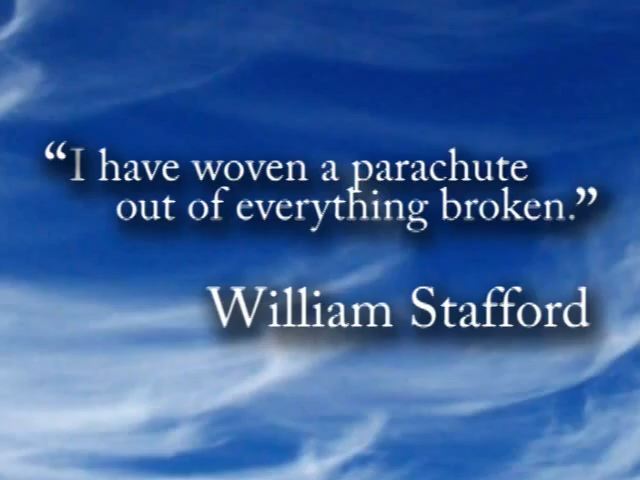 “I have woven a parachute
out of everything broken.”
William Stafford